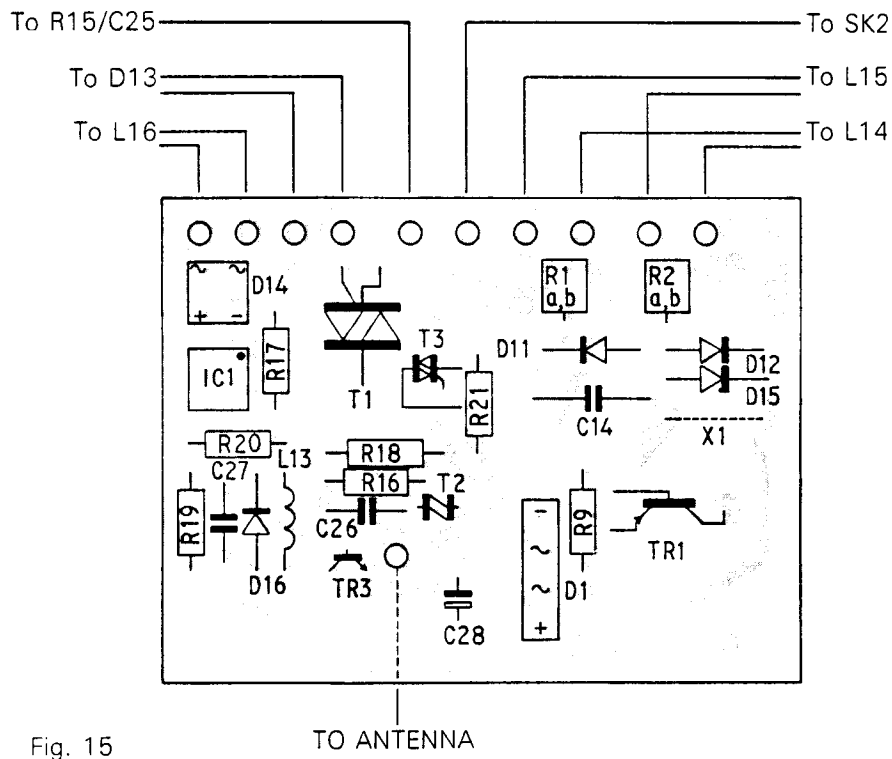 To R15/C25
To SK2
To D13
To L15
To L16
To L14
D14
R17
IC1
T1
T3
R21
R1
a,b
R2
a,b
D11
D12
D15
C14
X1
R20
C27
L13
R18
R16
T2
R19
C26
D16
TR3
C28
D1
R9
TR1
TO ANTENNA
Fig. 15